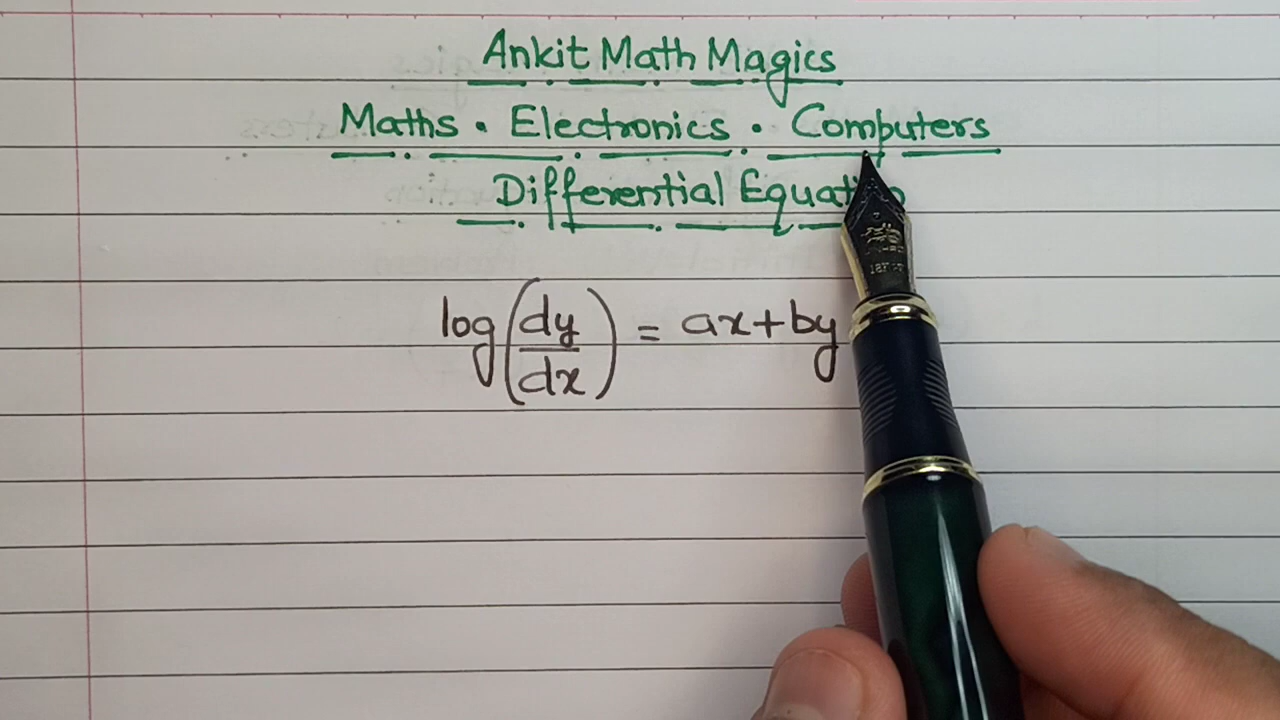 Ankit Math Magics
Maths . Electronics . Computers
Differential
log(dy/dx) = ax+by